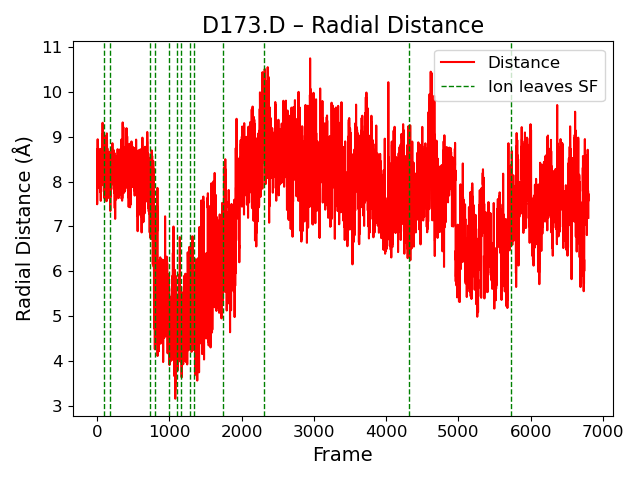 D173.D – Radial Distance
Radial Distance (Å)
11
10
9
8
7
6
5
4
3
Distance
Ion leaves SF
0 1000 2000 3000 4000 5000 6000 7000
Frame